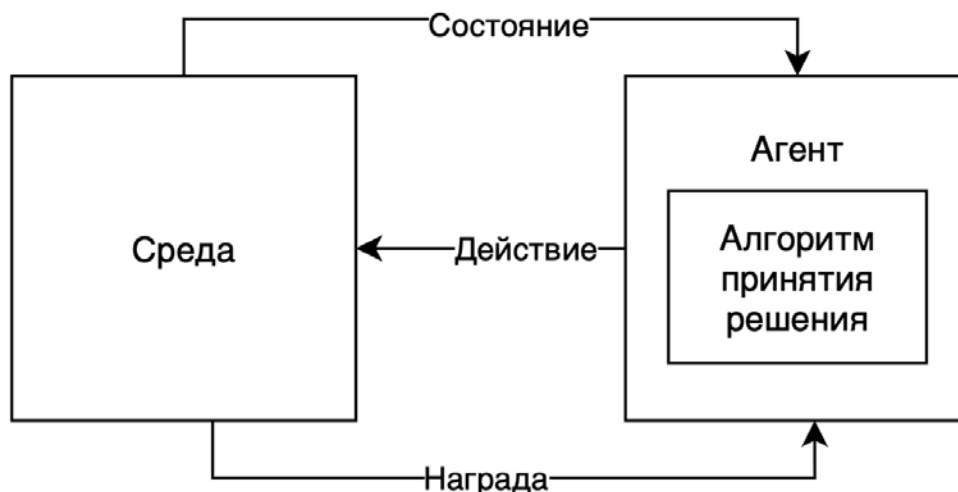 Состояние
Агент
Среда
Действие
Алгоритм
принятия
решения
Награда